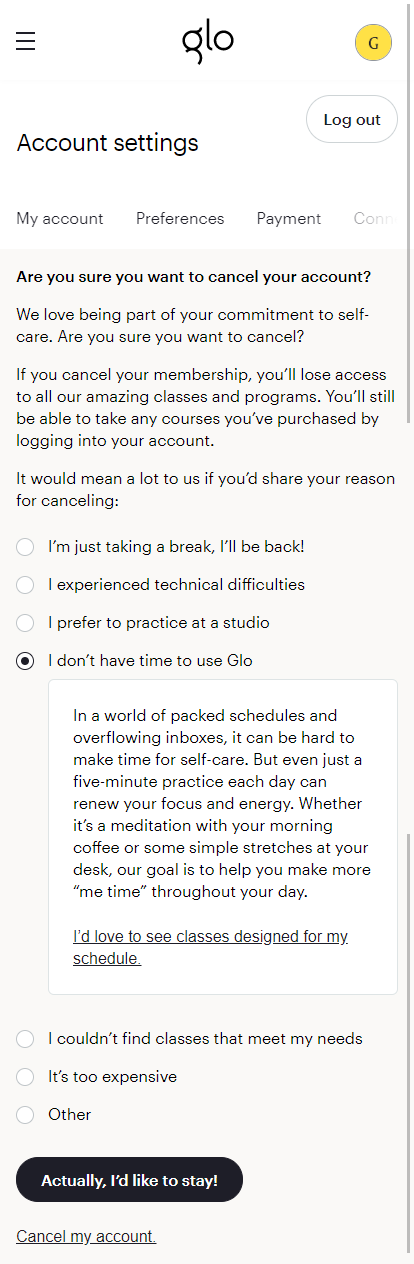 glo
G
Log out
Account settings
My account Preferences Payment Conn
Are you sure you want to cancel your account?
We love being part of your commitment to self-
care. Are you sure you want to cancel?
If you cancel your membership, you’ll lose access
to all our amazing classes and programs. You’ll still
be able to take any courses you’ve purchased by
logging into your account.
It would mean a lot to us if you’d share your reason
for canceling:
I’m just taking a break, I’ll be back!
I experienced technical difficulties
I prefer to practice at a studio
I don’t have time to use Glo
In a world of packed schedules and
overflowing inboxes, it can be hard to
make time for self-care. But even just a
five-minute practice each day can
renew your focus and energy. Whether
it’s a meditation with your morning
coffee or some simple stretches at your
desk, our goal is to help you make more
“me time” throughout your day.
I’d love to see classes designed for my
schedule.
I couldn’t find classes that meet my needs
It’s too expensive
Other
Actually, I’d like to stay!
Cancel my account.